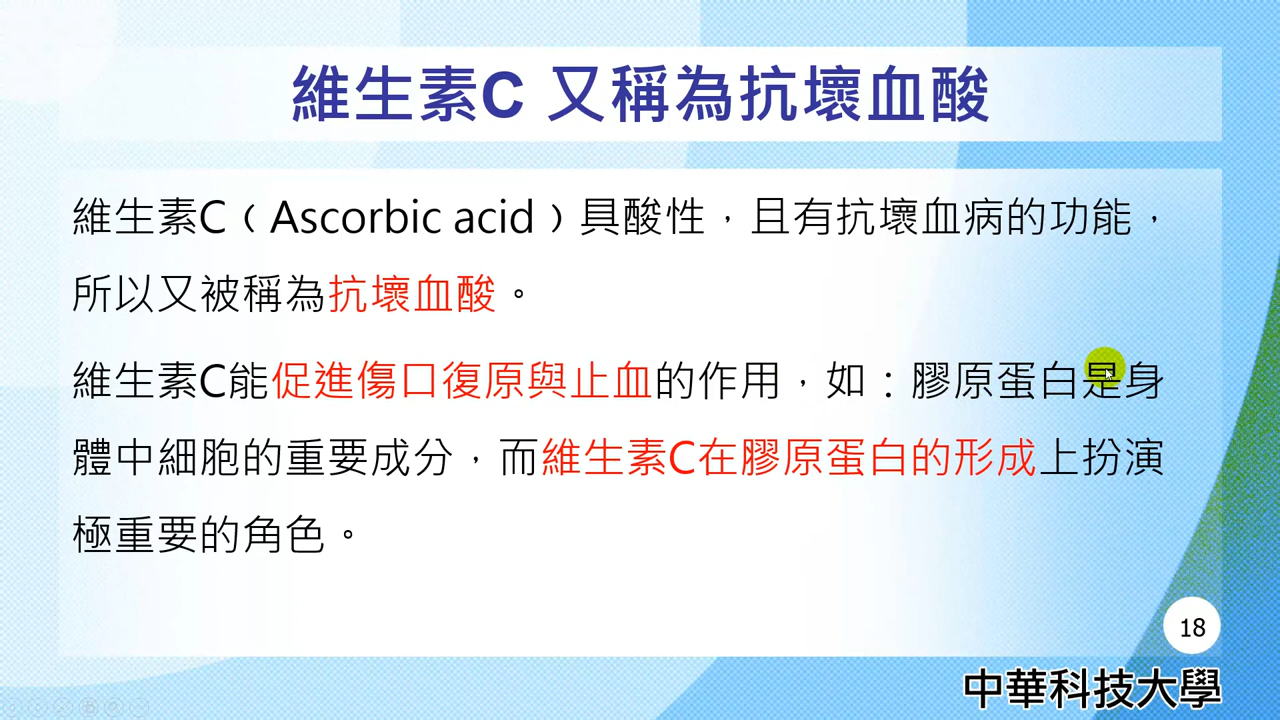 維生素C 又稱為抗壞血酸
維生素C（Ascorbic acid）具酸性，且有抗壞血病的功能，
所以又被稱為抗壞血酸。
維生素C能促進傷口復原與止血的作用，如：膠原蛋白是身
體中細胞的重要成分，而維生素C在膠原蛋白的形成上扮演
極重要的角色。
18
中華科技大學